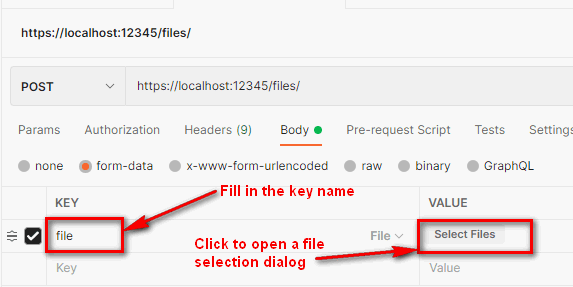 https://localhost:12345/files/
POST https://localhost:12345/files/
Params Authorization Headers (9) Body Pre-request Script Tests Settings
none form-data x-www-form-urlencoded raw binary GraphQL
Fill in the key name
KEY VALUE
file File Select Files
Click to open a file
selection dialog
Key Value